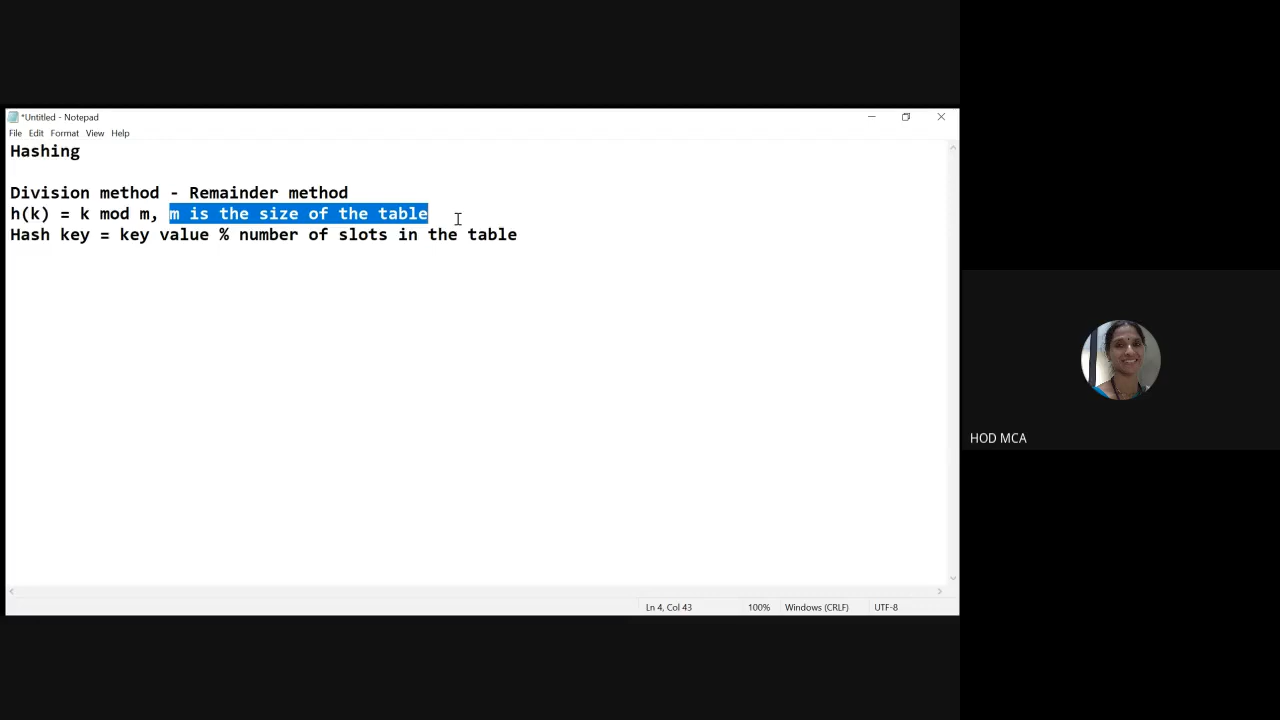 *Untitled - Notepad
File Edit Format View Help
Hashing
Division method - Remainder method
h(k) = k mod m, m is the size of the table
Hash key = key value % number of slots in the table
HOD MCA
Ln 4, Col 43 100% Windows (CRLF) UTF-8